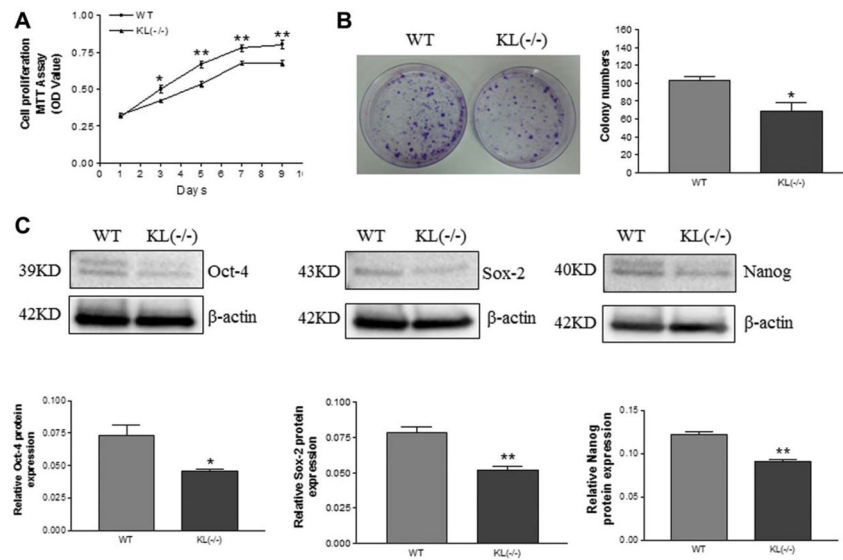 A
WT
KL(-/-)
Cell proliferation
MTT Assay
(OD Value)
1.00
0.75
0.50
0.25
0.00
* ** ** **
0 1 2 3 4 5 6 7 8 9 10
Days
B
WT KL(-/-)
Colony numbers
160
140
120
100
80
60
40
20
0
*
WT KL(-/-)
C
WT KL(-/-)
39KD Oct-4
42KD β-actin
WT KL(-/-)
43KD Sox-2
42KD β-actin
WT KL(-/-)
40KD Nanog
42KD β-actin
Relative Oct-4 protein
expression
0.100
0.075
0.050
0.025
0.000
*
WT KL(-/-)
Relative Sox-2 protein
expression
0.100
0.075
0.050
0.025
0.000
**
WT KL(-/-)
Relative Nanog
protein expression
0.15
0.10
0.05
0.00
**
WT KL(-/-)